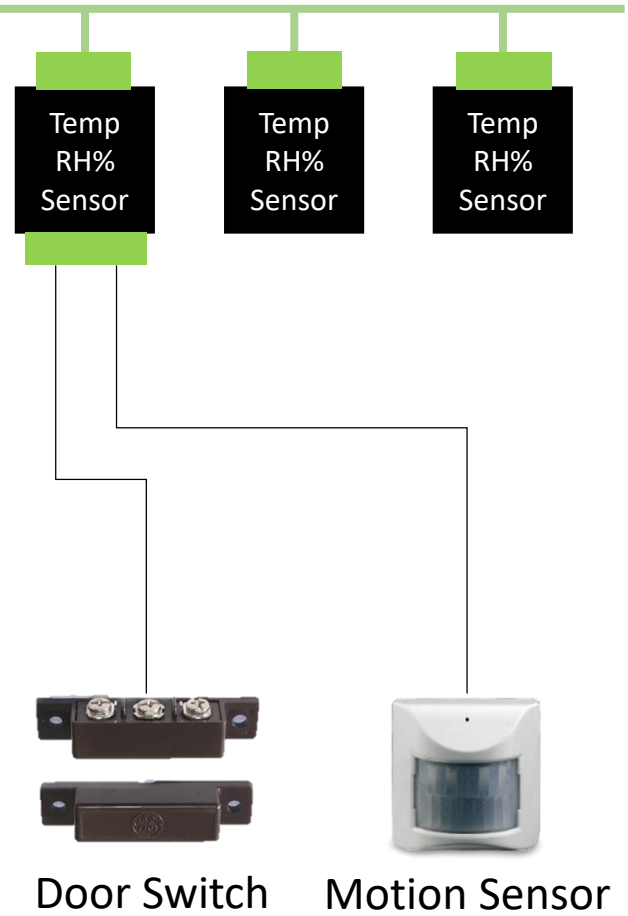 Temp
RH%
Sensor
Temp
RH%
Sensor
Temp
RH%
Sensor
Door Switch
Motion Sensor